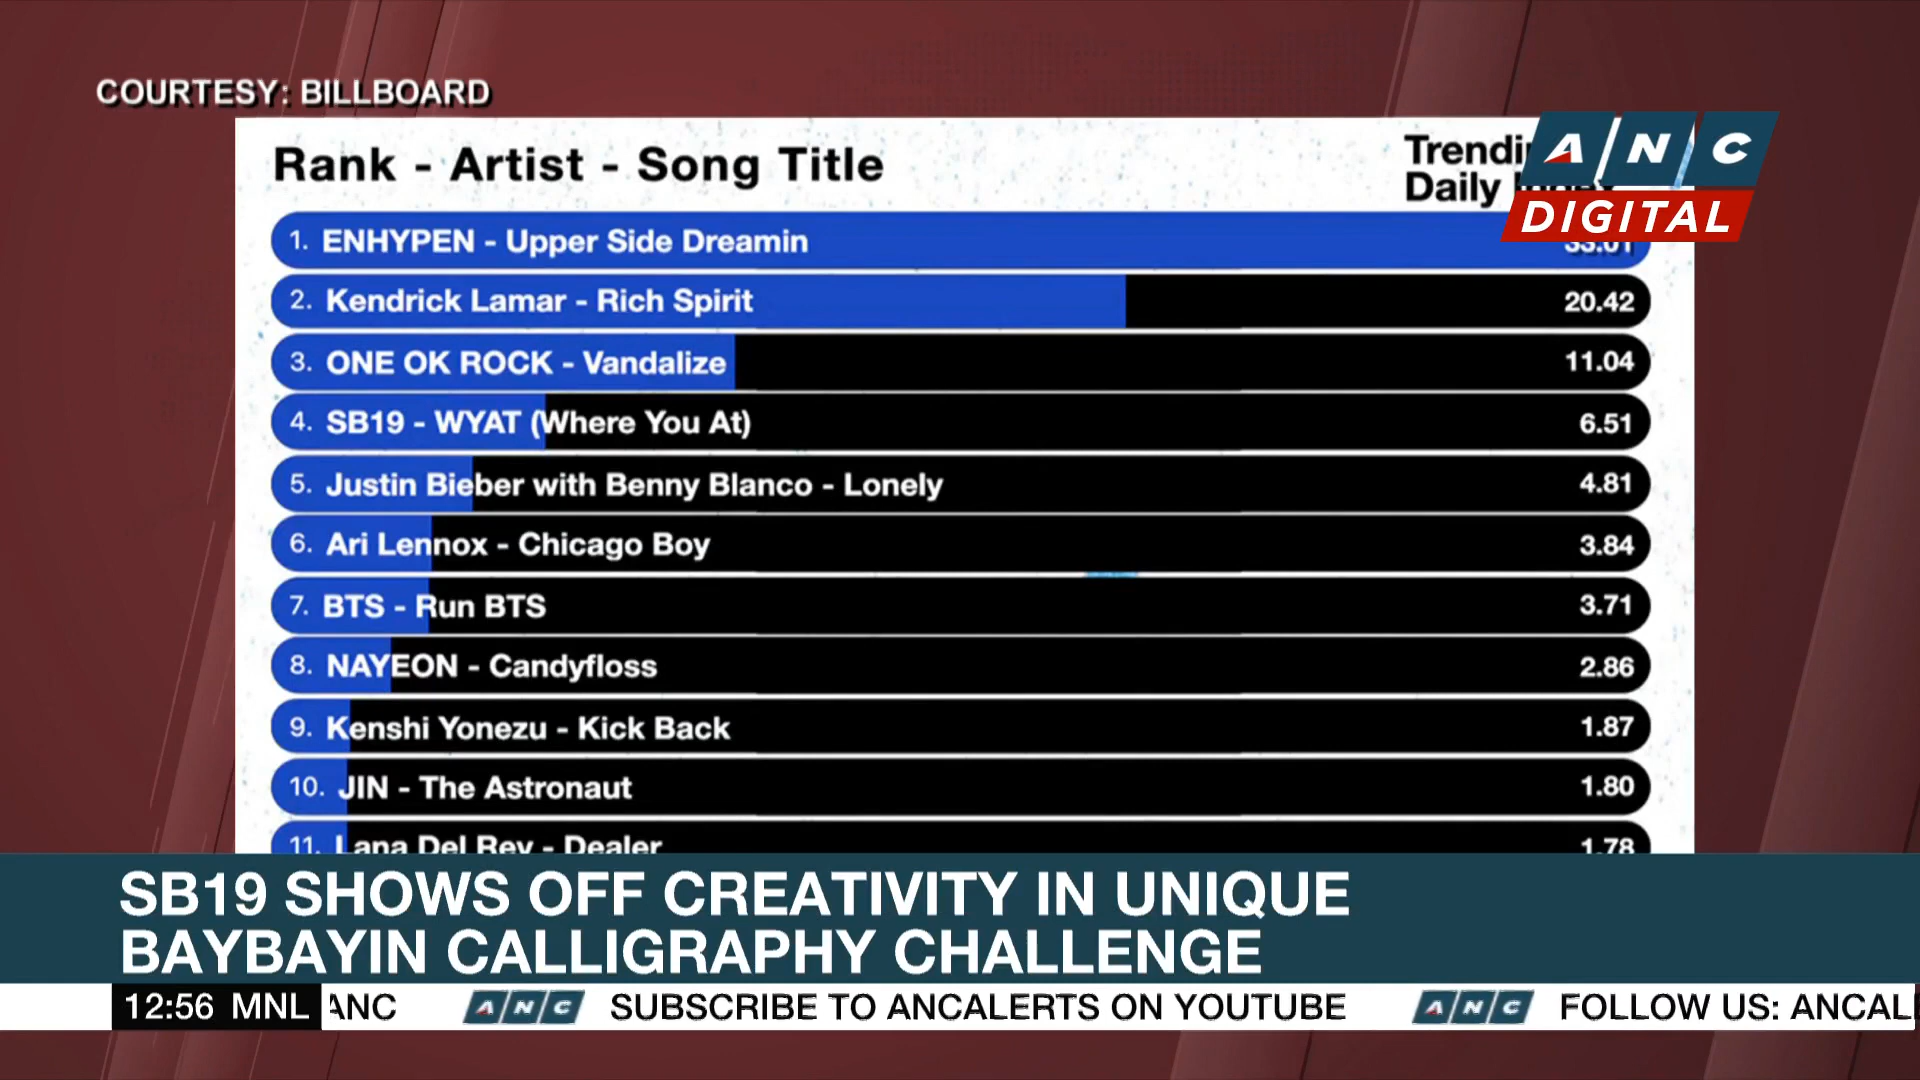 COURTESY: BILLBOARD
Rank - Artist - Song Title
Daily
ANC
DIGITAL
1. ENHYPEN - Upper Side Dreamin 33.01
2. Kendrick Lamar - Rich Spirit 20.42
3. ONE OK ROCK - Vandalize 11.04
4. SB19 - WYAT (Where You At) 6.51
5. Justin Bieber with Benny Blanco - Lonely 4.81
6. Ari Lennox - Chicago Boy 3.84
7. BTS - Run BTS 3.71
8. NAYEON - Candyfloss 2.86
9. Kenshi Yonezu - Kick Back 1.87
10. JIN - The Astronaut 1.80
11. Lana Del Rey - Dealer 1.78
SB19 SHOWS OFF CREATIVITY IN UNIQUE
BAYBAYIN CALLIGRAPHY CHALLENGE
12:56 MNL ANC ANC SUBSCRIBE TO ANCALERTS ON YOUTUBE ANC FOLLOW US: